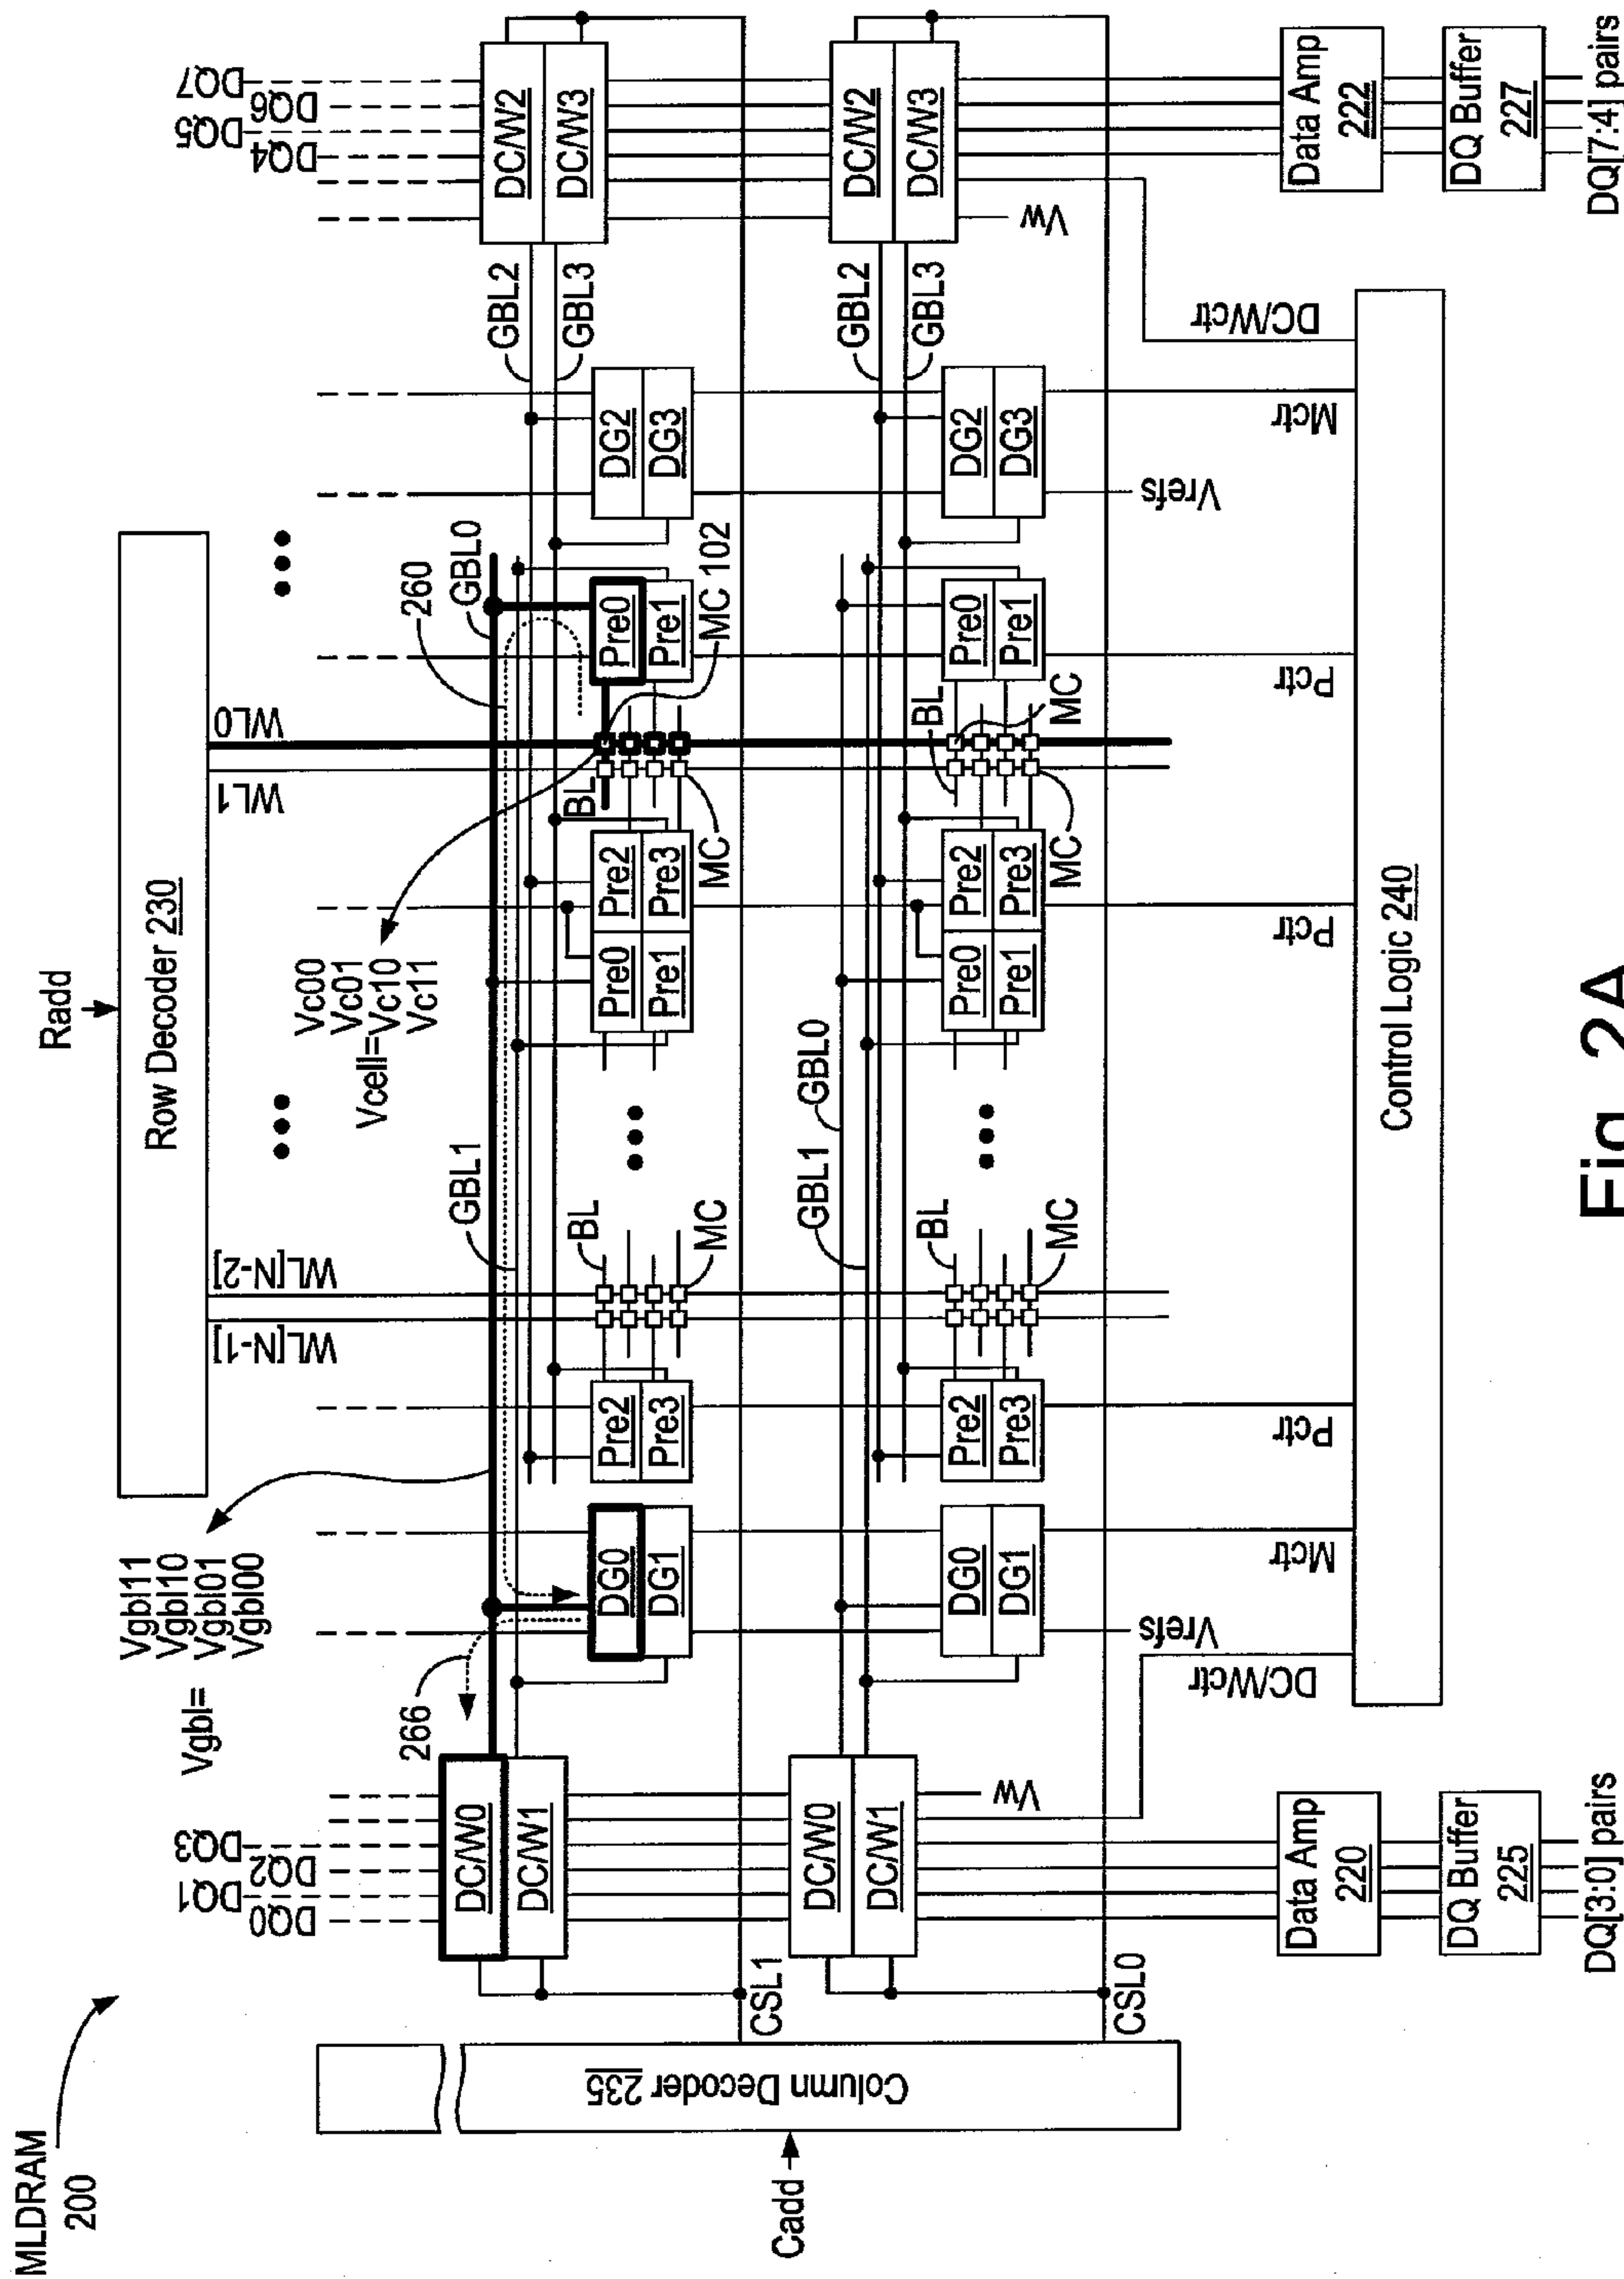 MLDRAM
200
Radd
Row Decoder 230
Vgbl=
Vgbl11
Vgbl10
Vgbl01
Vgbl00
Vc00
Vc01
Vcell=Vc10
Vc11
WL[N-1]
WL[N-2]
WL1
WL0
260
266
GBL1
GBL0
GBL2
GBL3
DQ0
DQ1
DQ2
DQ3
DQ4
DQ5
DQ6
DQ7
DC/W0
DC/W1
DG0
DG1
Pre2
Pre3
BL
MC
Pre0
Pre1
Pre2
Pre3
BL
MC
MC 102
Pre0
Pre1
DG2
DG3
DC/W2
DC/W3
CSL1
GBL1
GBL0
GBL2
GBL3
DC/W0
DC/W1
DG0
DG1
Pre2
Pre3
BL
MC
Pre0
Pre1
Pre2
Pre3
BL
MC
MC
Pre0
Pre1
DG2
DG3
DC/W2
DC/W3
CSL0
Cadd
Column Decoder 235
Vw
DC/Wctr
Vrefs
Mctr
Pctr
Pctr
Pctr
Vrefs
Mctr
DC/Wctr
Vw
Control Logic 240
Data Amp
220
DQ Buffer
225
DQ[3:0] pairs
Data Amp
222
DQ Buffer
227
DQ[7:4] pairs
Fig. 2A